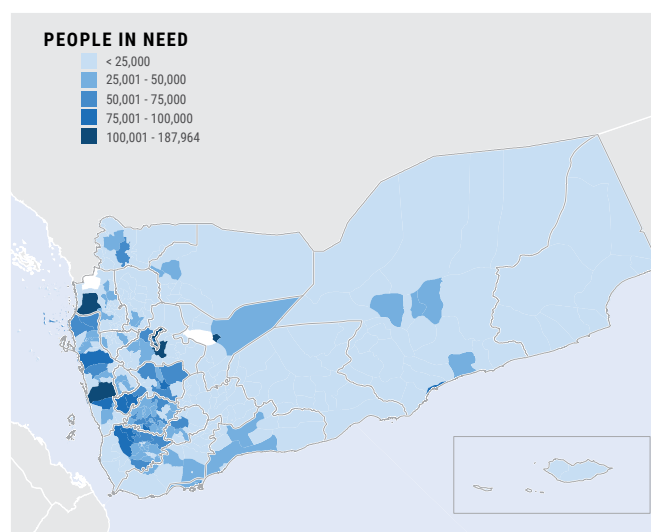 PEOPLE IN NEED
< 25,000
25,001 - 50,000
50,001 - 75,000
75,001 - 100,000
100,001 - 187,964